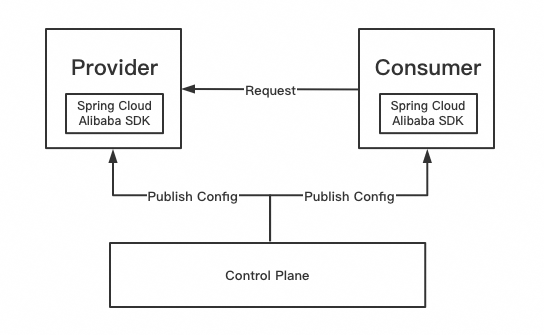 Provider
Consumer
Spring Cloud
Alibaba SDK
Request
Spring Cloud
Alibaba SDK
Publish Config
Publish Config
Control Plane